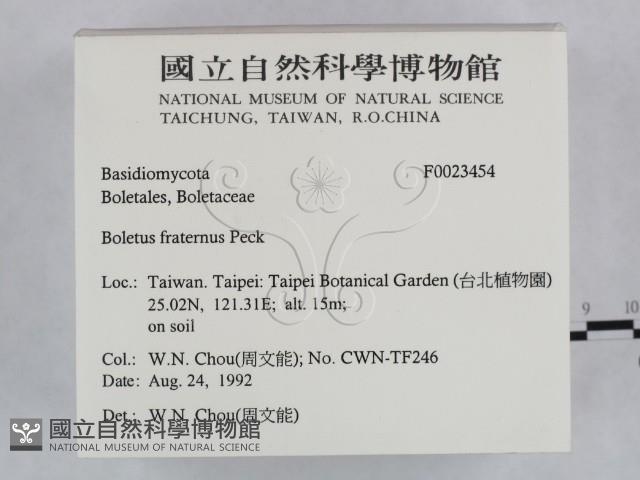 國立自然科學博物館
NATIONAL MUSEUM OF NATURAL SCIENCE
TAICHUNG, TAIWAN, R.O.CHINA
Basidiomycota F0023454
Boletales, Boletaceae
Boletus fraternus Peck
Loc.: Taiwan. Taipei: Taipei Botanical Garden (台北植物園)
25.02N, 121.31E; alt. 15m;
on soil
Col.: W.N. Chou(周文能); No. CWN-TF246
Date: Aug. 24, 1992
Det.: W.N. Chou(周文能)
國立自然科學博物館
NATIONAL MUSEUM OF NATURAL SCIENCE
9 10